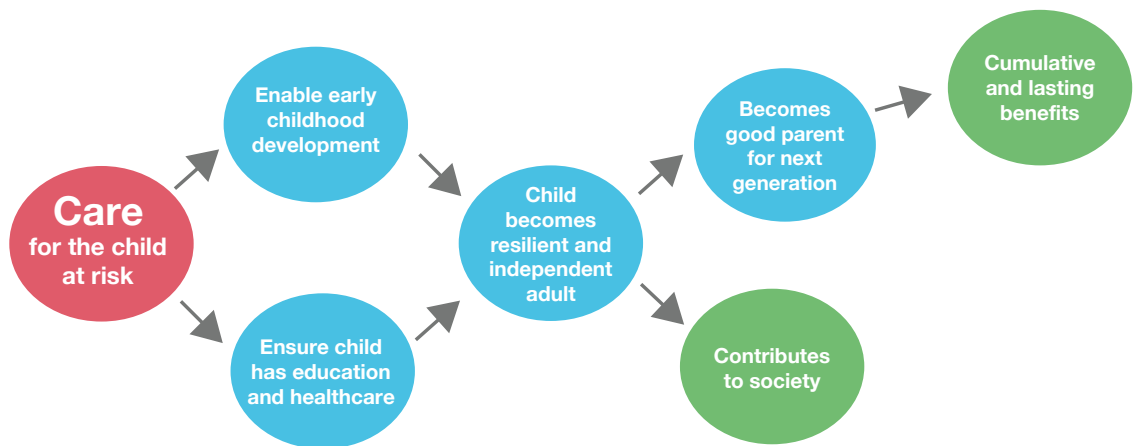 Care
for the child
at risk
Enable early
childhood
development
Ensure child
has education
and healthcare
Child
becomes
resilient and
independent
adult
Becomes
good parent
for next
generation
Contributes
to society
Cumulative
and lasting
benefits